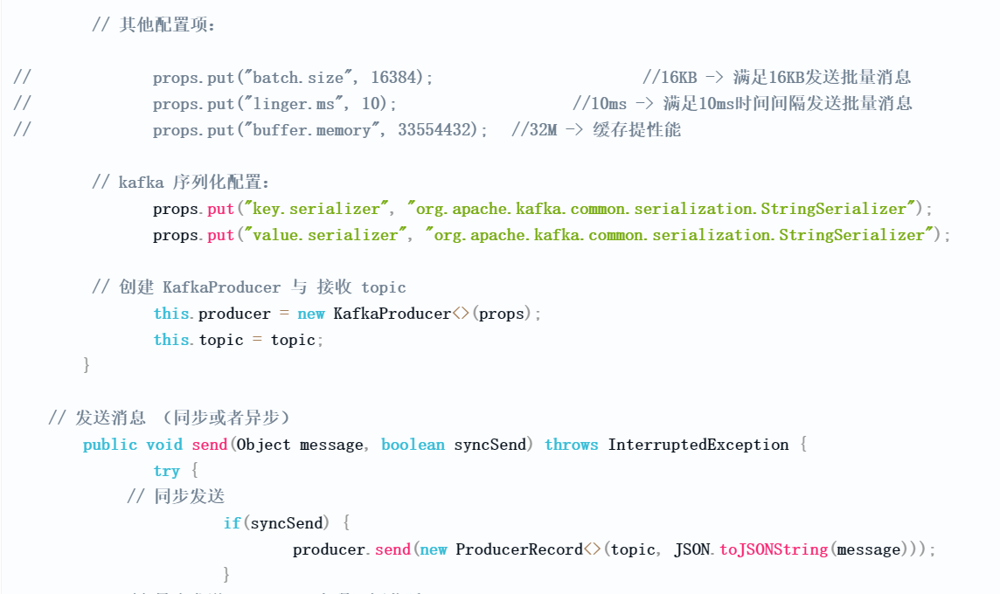 // 其他配置项：
// props.put("batch.size", 16384); //16KB -> 满足16KB发送批量消息
// props.put("linger.ms", 10); //10ms -> 满足10ms时间间隔发送批量消息
// props.put("buffer.memory", 33554432); //32M -> 缓存提性能
// kafka 序列化配置：
props.put("key.serializer", "org.apache.kafka.common.serialization.StringSerializer");
props.put("value.serializer", "org.apache.kafka.common.serialization.StringSerializer");
// 创建 KafkaProducer 与 接收 topic
this.producer = new KafkaProducer<>(props);
this.topic = topic;
}
// 发送消息 （同步或者异步）
public void send(Object message, boolean syncSend) throws InterruptedException {
try {
// 同步发送
if(syncSend) {
producer.send(new ProducerRecord<>(topic, JSON.toJSONString(message)));
}